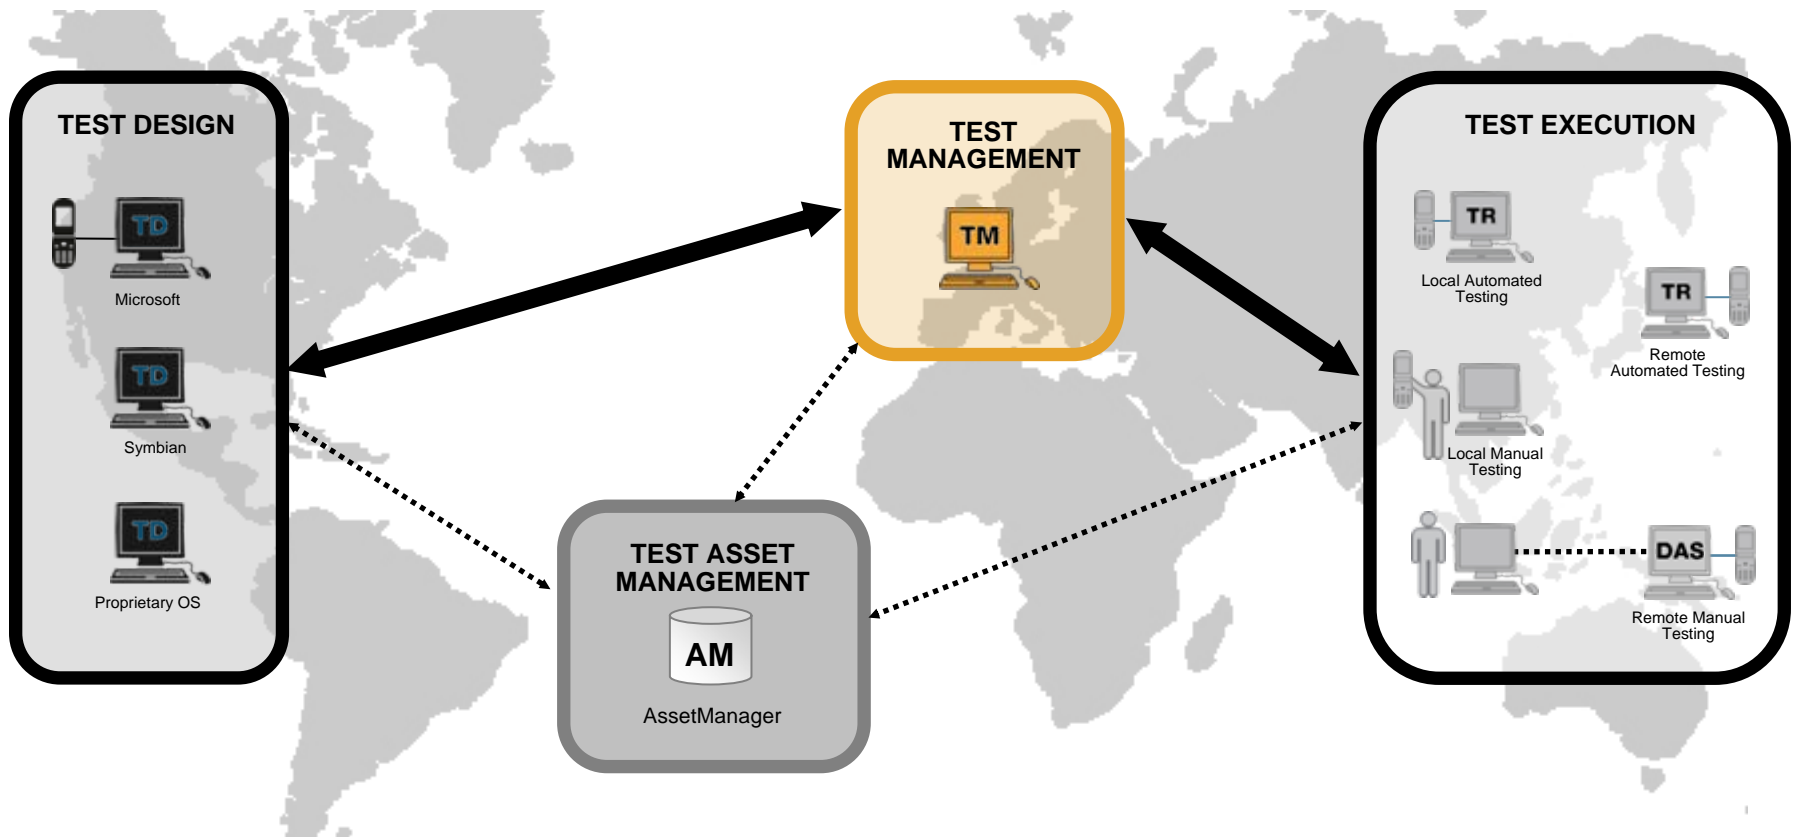 TEST DESIGN
TD
Microsoft
TD
Symbian
TD
Proprietary OS
TEST
MANAGEMENT
TM
TEST ASSET
MANAGEMENT
AM
AssetManager
TEST EXECUTION
TR
Local Automated
Testing
TR
Remote
Automated Testing
Local Manual
Testing
DAS
Remote Manual
Testing